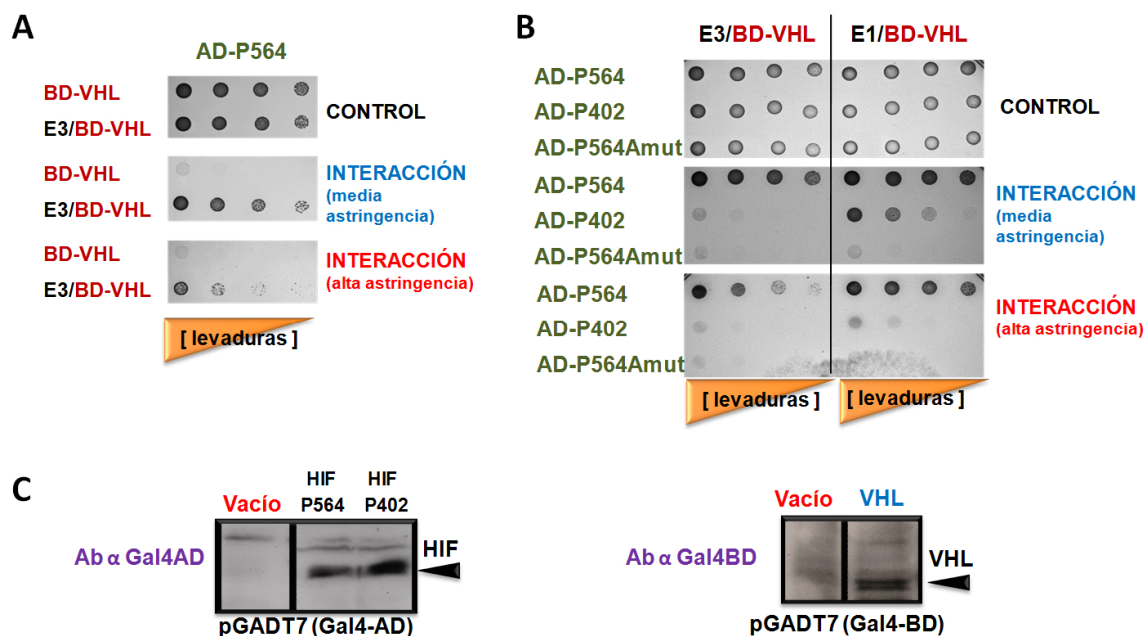 A
AD-P564
BD-VHL
E3/BD-VHL
CONTROL
BD-VHL
E3/BD-VHL
INTERACCIÓN
(media
astringencia)
BD-VHL
E3/BD-VHL
INTERACCIÓN
(alta astringencia)
[ levaduras ]
B
E3/BD-VHL
E1/BD-VHL
AD-P564
AD-P402
AD-P564Amut
CONTROL
AD-P564
AD-P402
AD-P564Amut
INTERACCIÓN
(media
astringencia)
AD-P564
AD-P402
AD-P564Amut
INTERACCIÓN
(alta astringencia)
[ levaduras ]
[ levaduras ]
C
Vacío
HIF
P564
HIF
P402
Ab α Gal4AD
HIF
pGADT7 (Gal4-AD)
Vacío
VHL
Ab α Gal4BD
VHL
pGADT7 (Gal4-BD)